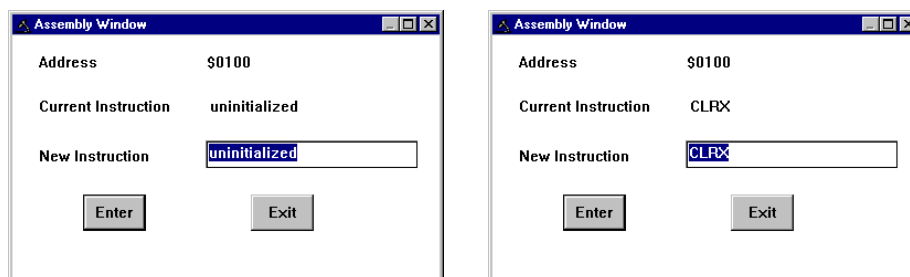 Assembly Window
Address $0100
Current Instruction uninitialized
New Instruction uninitialized
Enter Exit
Assembly Window
Address $0100
Current Instruction CLRX
New Instruction CLRX
Enter Exit